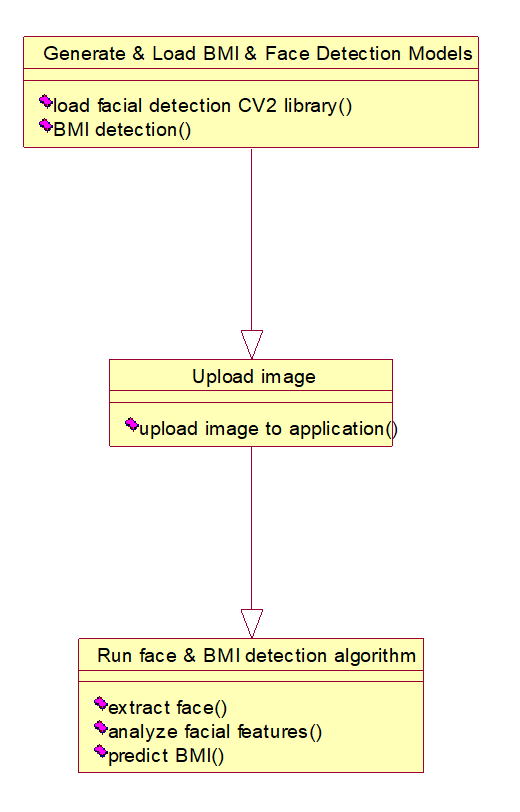 Generate & Load BMI & Face Detection Models
load facial detection CV2 library()
BMI detection()
Upload image
upload image to application()
Run face & BMI detection algorithm
extract face()
analyze facial features()
predict BMI()